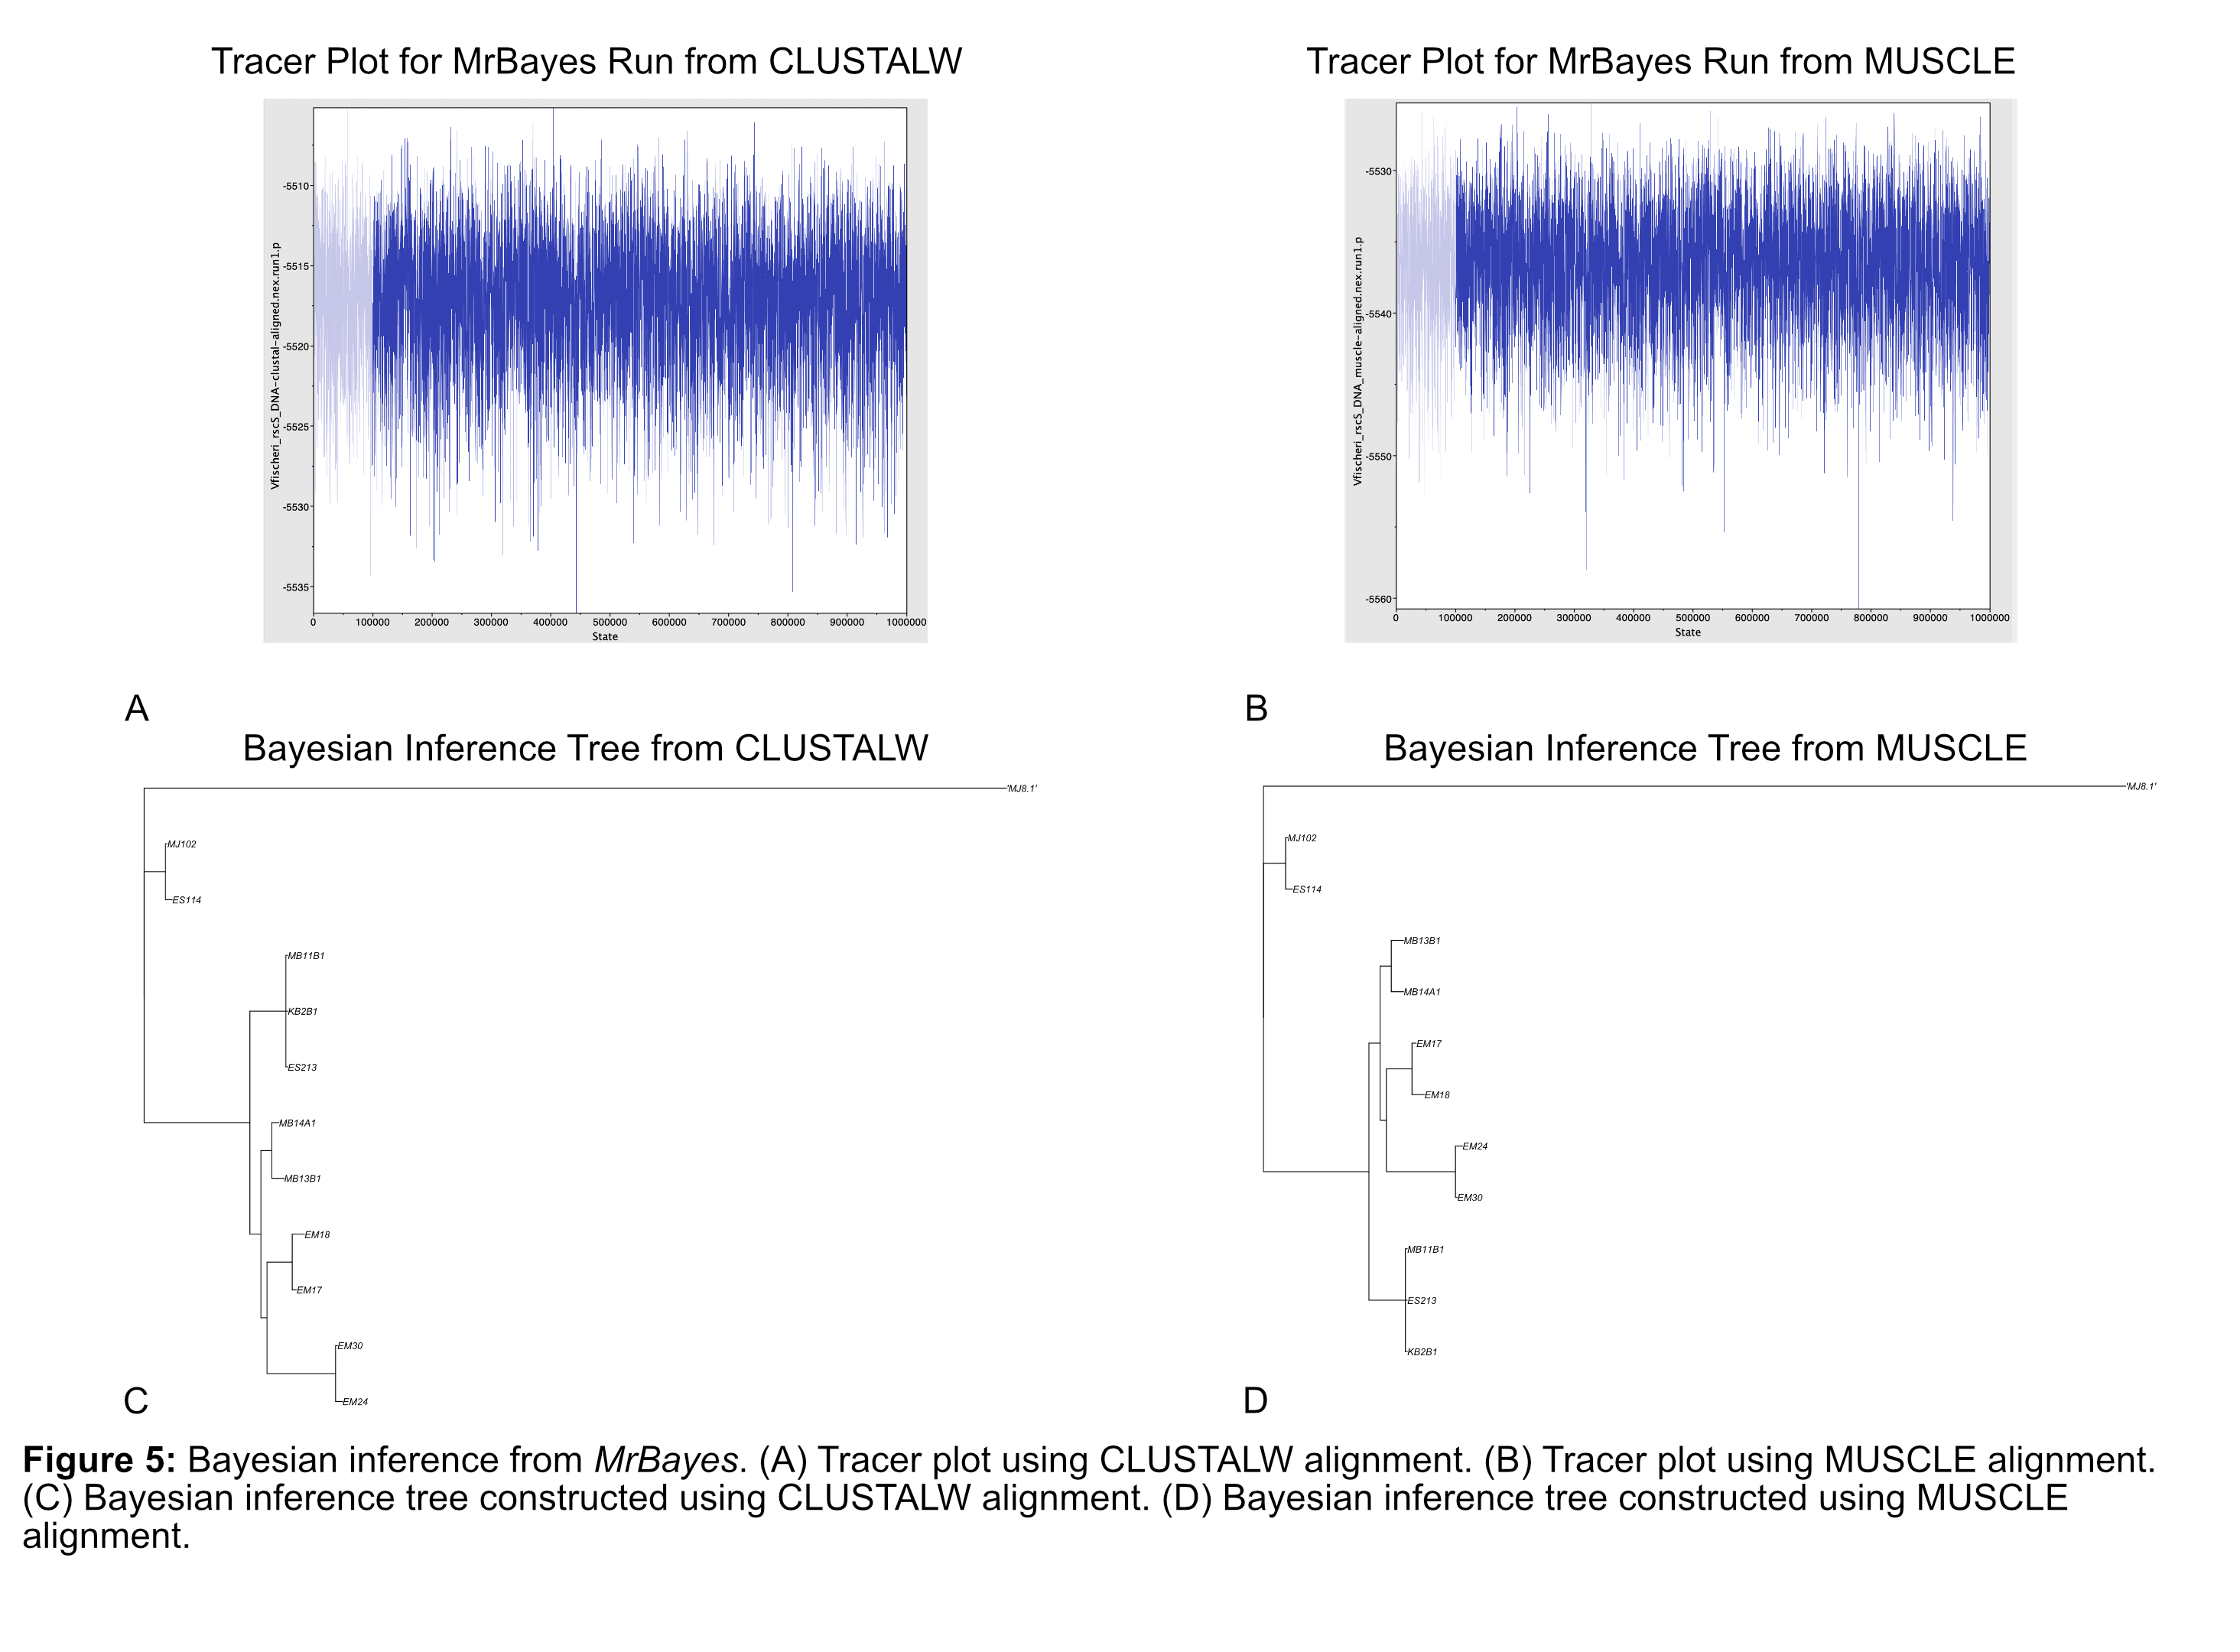 Tracer Plot for MrBayes Run from CLUSTALW
Vfischeri_rscS_DNA-clustal-aligned.nex.run1.p
-5510
-5515
-5520
-5525
-5530
-5535
0 100000 200000 300000 400000 500000 600000 700000 800000 900000 1000000
State
A
Tracer Plot for MrBayes Run from MUSCLE
Vfischeri_rscS_DNA_muscle-aligned.nex.run1.p
-5530
-5540
-5550
-5560
0 100000 200000 300000 400000 500000 600000 700000 800000 900000 1000000
State
B
Bayesian Inference Tree from CLUSTALW
'MJ8.1'
MJ102
ES114
MB11B1
KB2B1
ES213
MB14A1
MB13B1
EM18
EM17
EM30
EM24
C
Bayesian Inference Tree from MUSCLE
'MJ8.1'
MJ102
ES114
MB13B1
MB14A1
EM17
EM18
EM24
EM30
MB11B1
ES213
KB2B1
D
Figure 5: Bayesian inference from MrBayes. (A) Tracer plot using CLUSTALW alignment. (B) Tracer plot using MUSCLE alignment.
(C) Bayesian inference tree constructed using CLUSTALW alignment. (D) Bayesian inference tree constructed using MUSCLE
alignment.